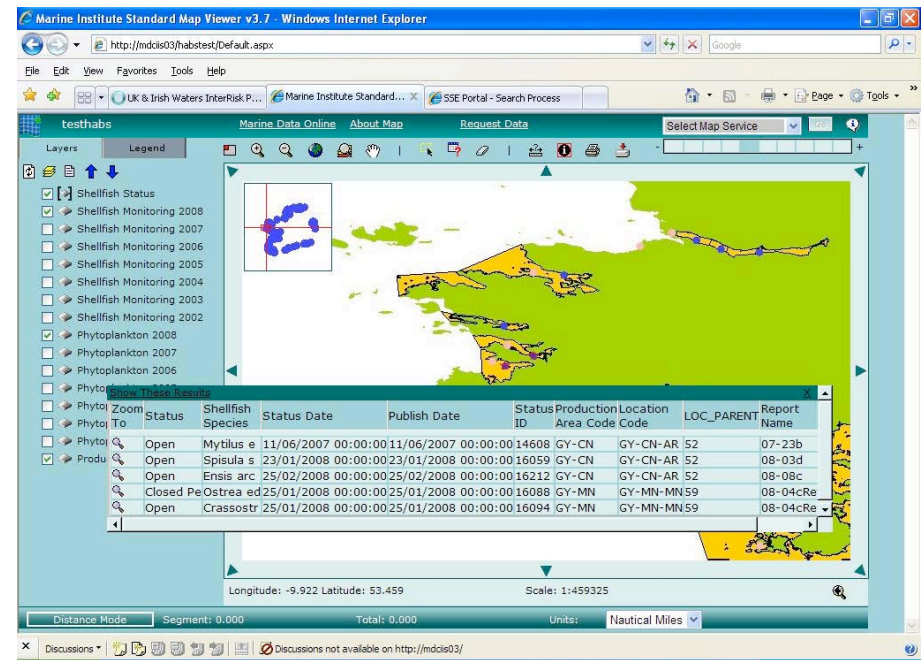 Marine Institute Standard Map Viewer v3.7 - Windows Internet Explorer
http://mdciis03/habstest/Default.aspx
Google
File Edit View Favorites Tools Help
UK & Irish Waters InterRisk P... Marine Institute Standard... X SSE Portal - Search Process
Page Tools
testhabs Marine Data Online About Map Request Data Select Map Service
Layers Legend
Shellfish Status
Shellfish Monitoring 2008
Shellfish Monitoring 2007
Shellfish Monitoring 2006
Shellfish Monitoring 2005
Shellfish Monitoring 2004
Shellfish Monitoring 2003
Shellfish Monitoring 2002
Phytoplankton 2008
Phytoplankton 2007
Phytoplankton 2006
Phyto
Phyto
Phyto
Phyto
Produ
Show These Results X
Zoom To Status Shellfish Species Status Date Publish Date Status ID Production Area Code Location Code LOC_PARENT Report Name
Open Mytilus e 11/06/2007 00:00:00 11/06/2007 00:00:00 14608 GY-CN GY-CN-AR 52 07-23b
Open Spisula s 23/01/2008 00:00:00 23/01/2008 00:00:00 16059 GY-CN GY-CN-AR 52 08-03d
Open Ensis arc 25/02/2008 00:00:00 25/02/2008 00:00:00 16212 GY-CN GY-CN-AR 52 08-08c
Closed Pe Ostrea ed 25/01/2008 00:00:00 25/01/2008 00:00:00 16088 GY-MN GY-MN-MN 59 08-04cRe
Open Crassostr 25/01/2008 00:00:00 25/01/2008 00:00:00 16094 GY-MN GY-MN-MN 59 08-04cRe
Longitude: -9.922 Latitude: 53.459 Scale: 1:459325
Distance Mode Segment: 0.000 Total: 0.000 Units: Nautical Miles
Discussions Discussions not available on http://mdciis03/